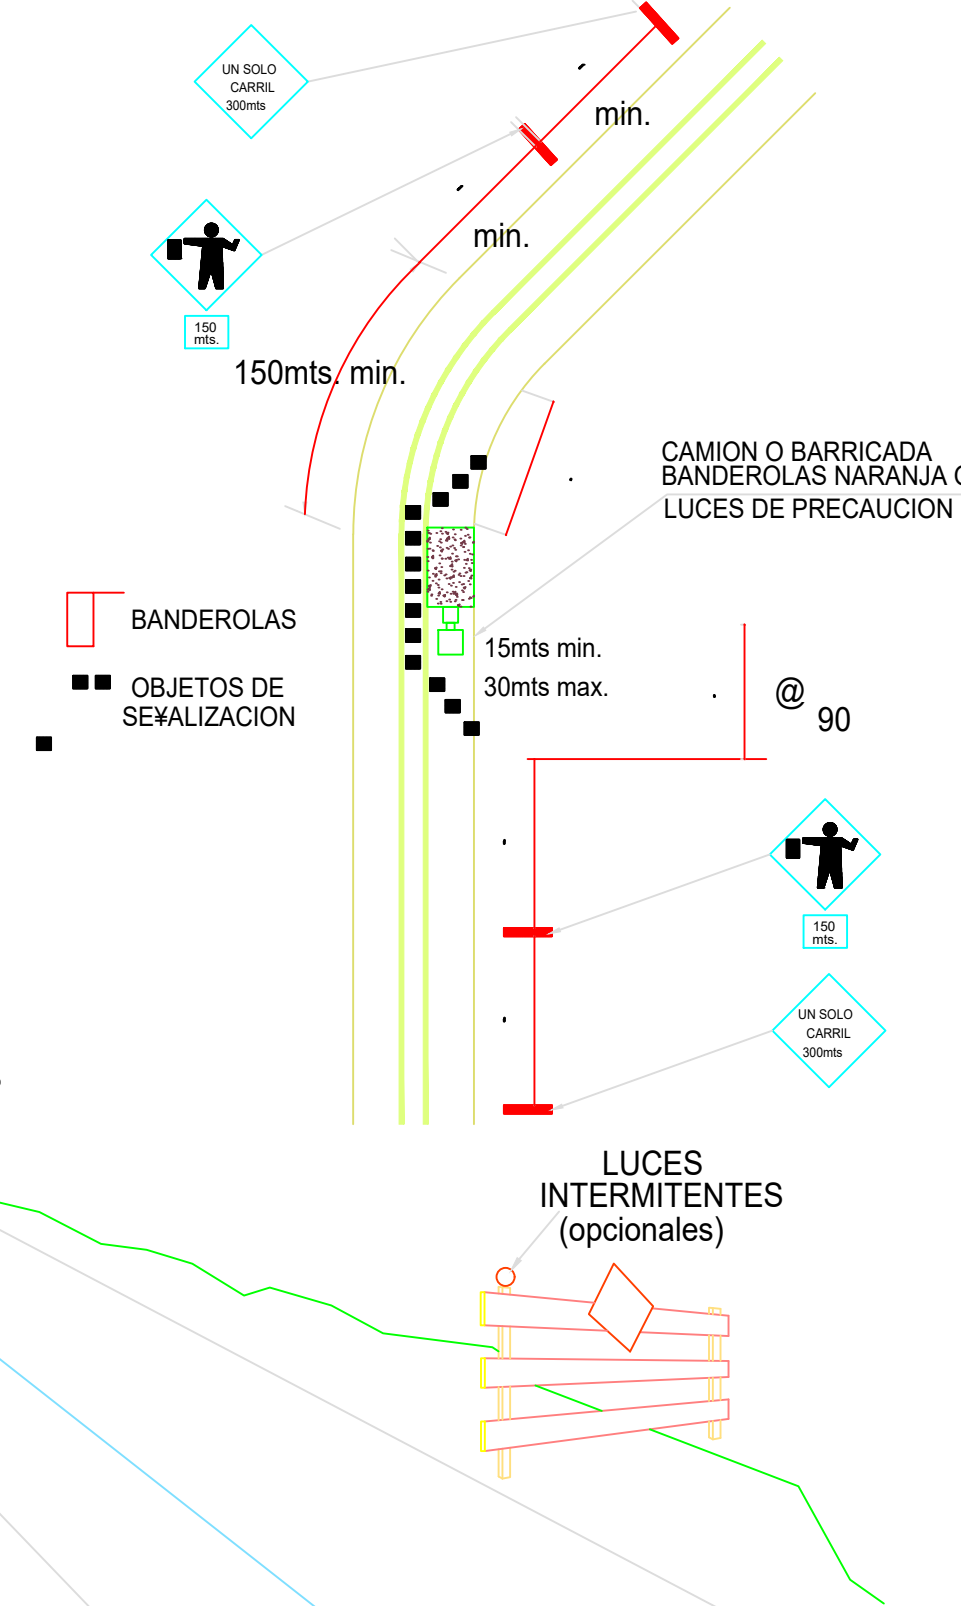 UN SOLO
CARRIL
300mts
min.
min.
150
mts.
150mts. min.
CAMION O BARRICADA
BANDEROLAS NARANJA
LUCES DE PRECAUCION
BANDEROLAS
15mts min.
30mts max.
OBJETOS DE
SE¥ALIZACION
@
90
150
mts.
UN SOLO
CARRIL
300mts
LUCES
INTERMITENTES
(opcionales)